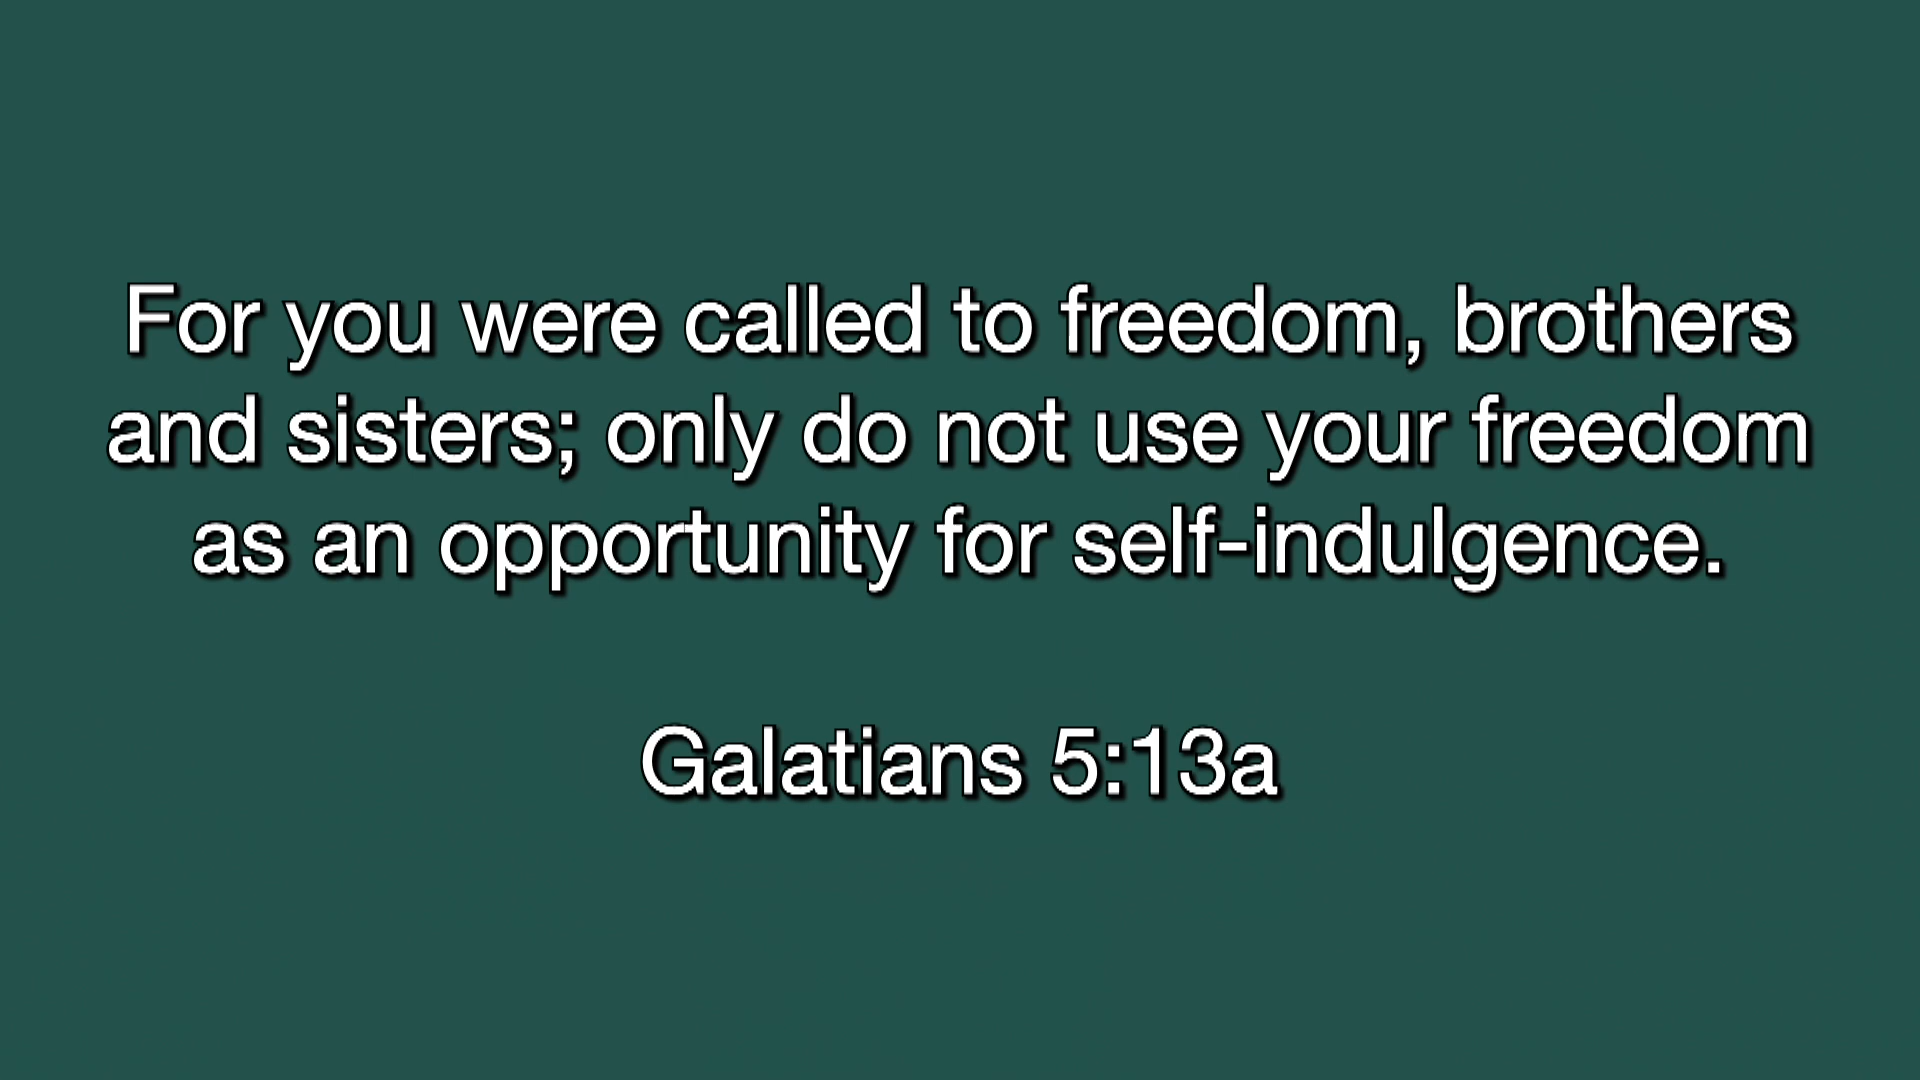 For you were called to freedom, brothers
and sisters; only do not use your freedom
as an opportunity for self-indulgence.
Galatians 5:13a